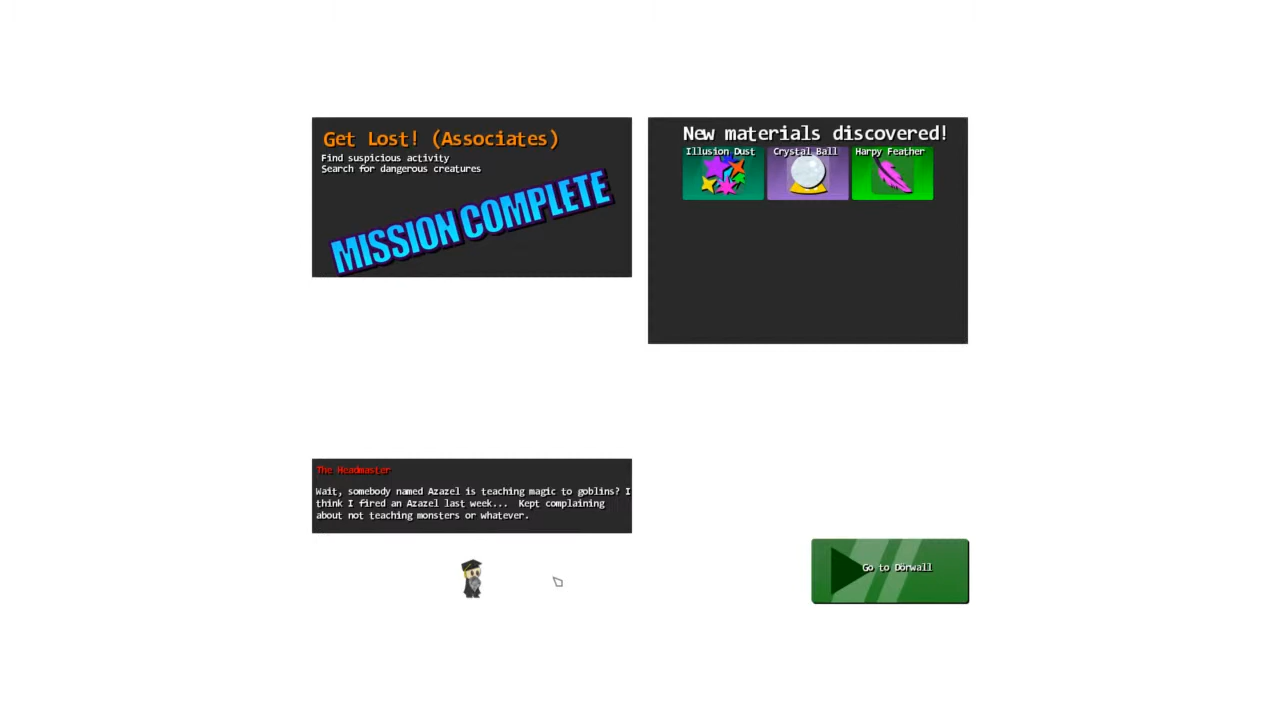 Get Lost! (Associates)
Find suspicious activity
Search for dangerous creatures
MISSION COMPLETE
New materials discovered!
Illusion Dust
Crystal Ball
Harpy Feather
The Headmaster
Wait, somebody named Azazel is teaching magic to goblins? I
think I fired an Azazel last week... Kept complaining
about not teaching monsters or whatever.
Go to Dörwall